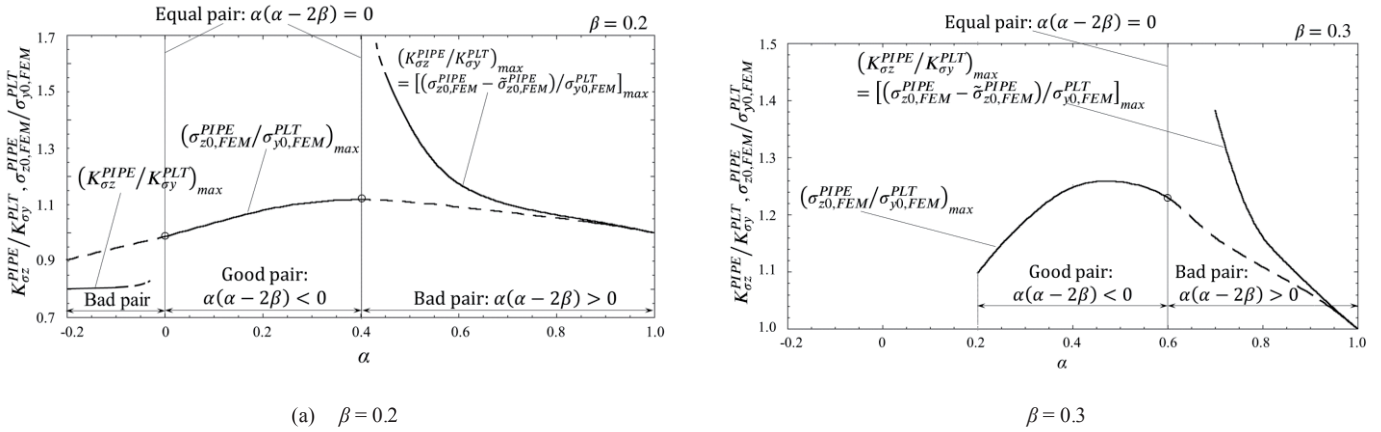 Equal pair: α(α − 2β) = 0
β = 0.2
K_σz^PIPE/K_σy^PLT , σ_z0,FEM^PIPE/σ_y0,FEM^PLT
1.7
1.5
1.3
1.1
0.9
0.7
(K_σz^PIPE/K_σy^PLT)_max
= [(σ_z0,FEM^PIPE − σ̃_z0,FEM^PIPE)/σ_y0,FEM^PLT]_max
(σ_z0,FEM^PIPE/σ_y0,FEM^PLT)_max
(K_σz^PIPE/K_σy^PLT)_max
Good pair:
Bad pair
α(α − 2β) < 0
Bad pair: α(α − 2β) > 0
-0.2 0 0.2 0.4 0.6 0.8 1.0
α
(a) β = 0.2
Equal pair: α(α − 2β) = 0
β = 0.3
K_σz^PIPE/K_σy^PLT , σ_z0,FEM^PIPE/σ_y0,FEM^PLT
1.5
1.4
1.3
1.2
1.1
1.0
(K_σz^PIPE/K_σy^PLT)_max
= [(σ_z0,FEM^PIPE − σ̃_z0,FEM^PIPE)/σ_y0,FEM^PLT]_max
(σ_z0,FEM^PIPE/σ_y0,FEM^PLT)_max
Good pair:
α(α − 2β) < 0
Bad pair:
α(α − 2β) > 0
-0.2 0 0.2 0.4 0.6 0.8 1.0
α
β = 0.3